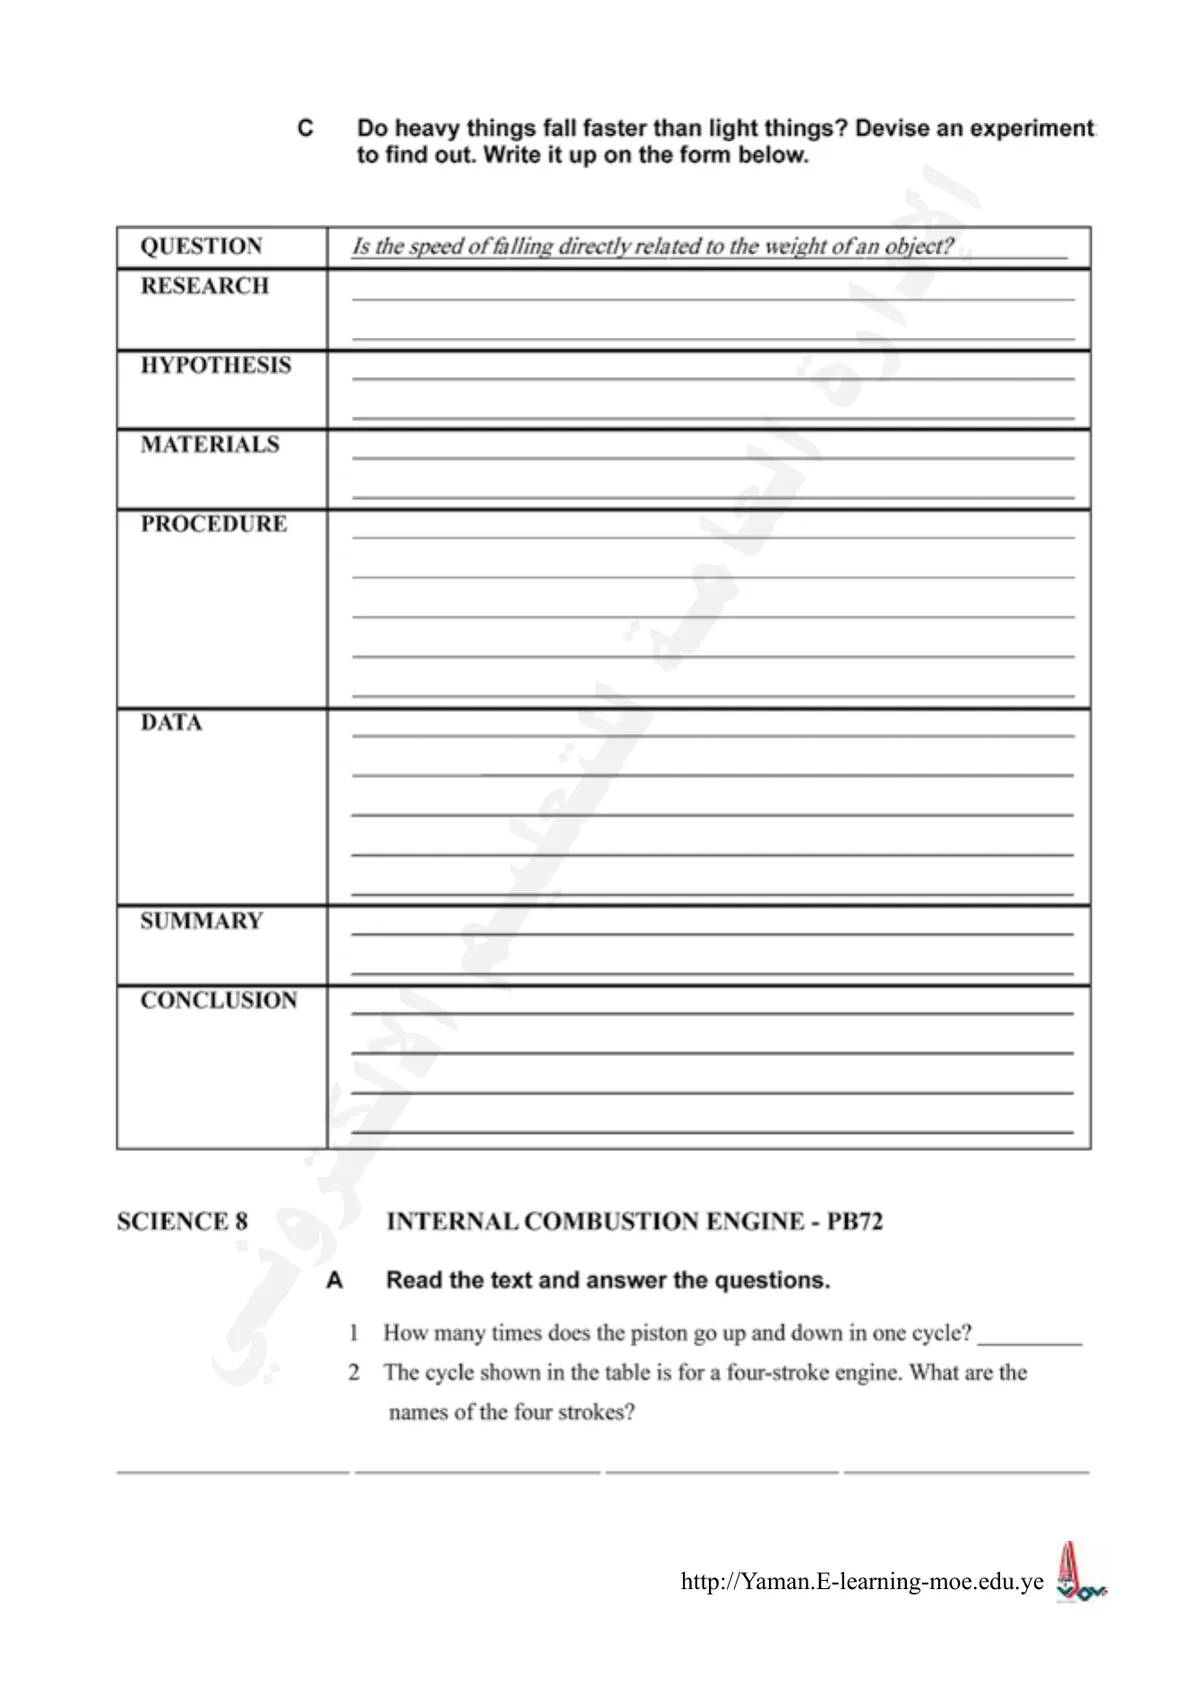 C Do heavy things fall faster than light things? Devise an experiment
to find out. Write it up on the form below.
QUESTION Is the speed of falling directly related to the weight of an object?
RESEARCH
HYPOTHESIS
MATERIALS
PROCEDURE
DATA
SUMMARY
CONCLUSION
الإدارة العامة للتعليم الالكتروني
SCIENCE 8 INTERNAL COMBUSTION ENGINE - PB72
A Read the text and answer the questions.
1 How many times does the piston go up and down in one cycle?
2 The cycle shown in the table is for a four-stroke engine. What are the
names of the four strokes?
http://Yaman.E-learning-moe.edu.ye